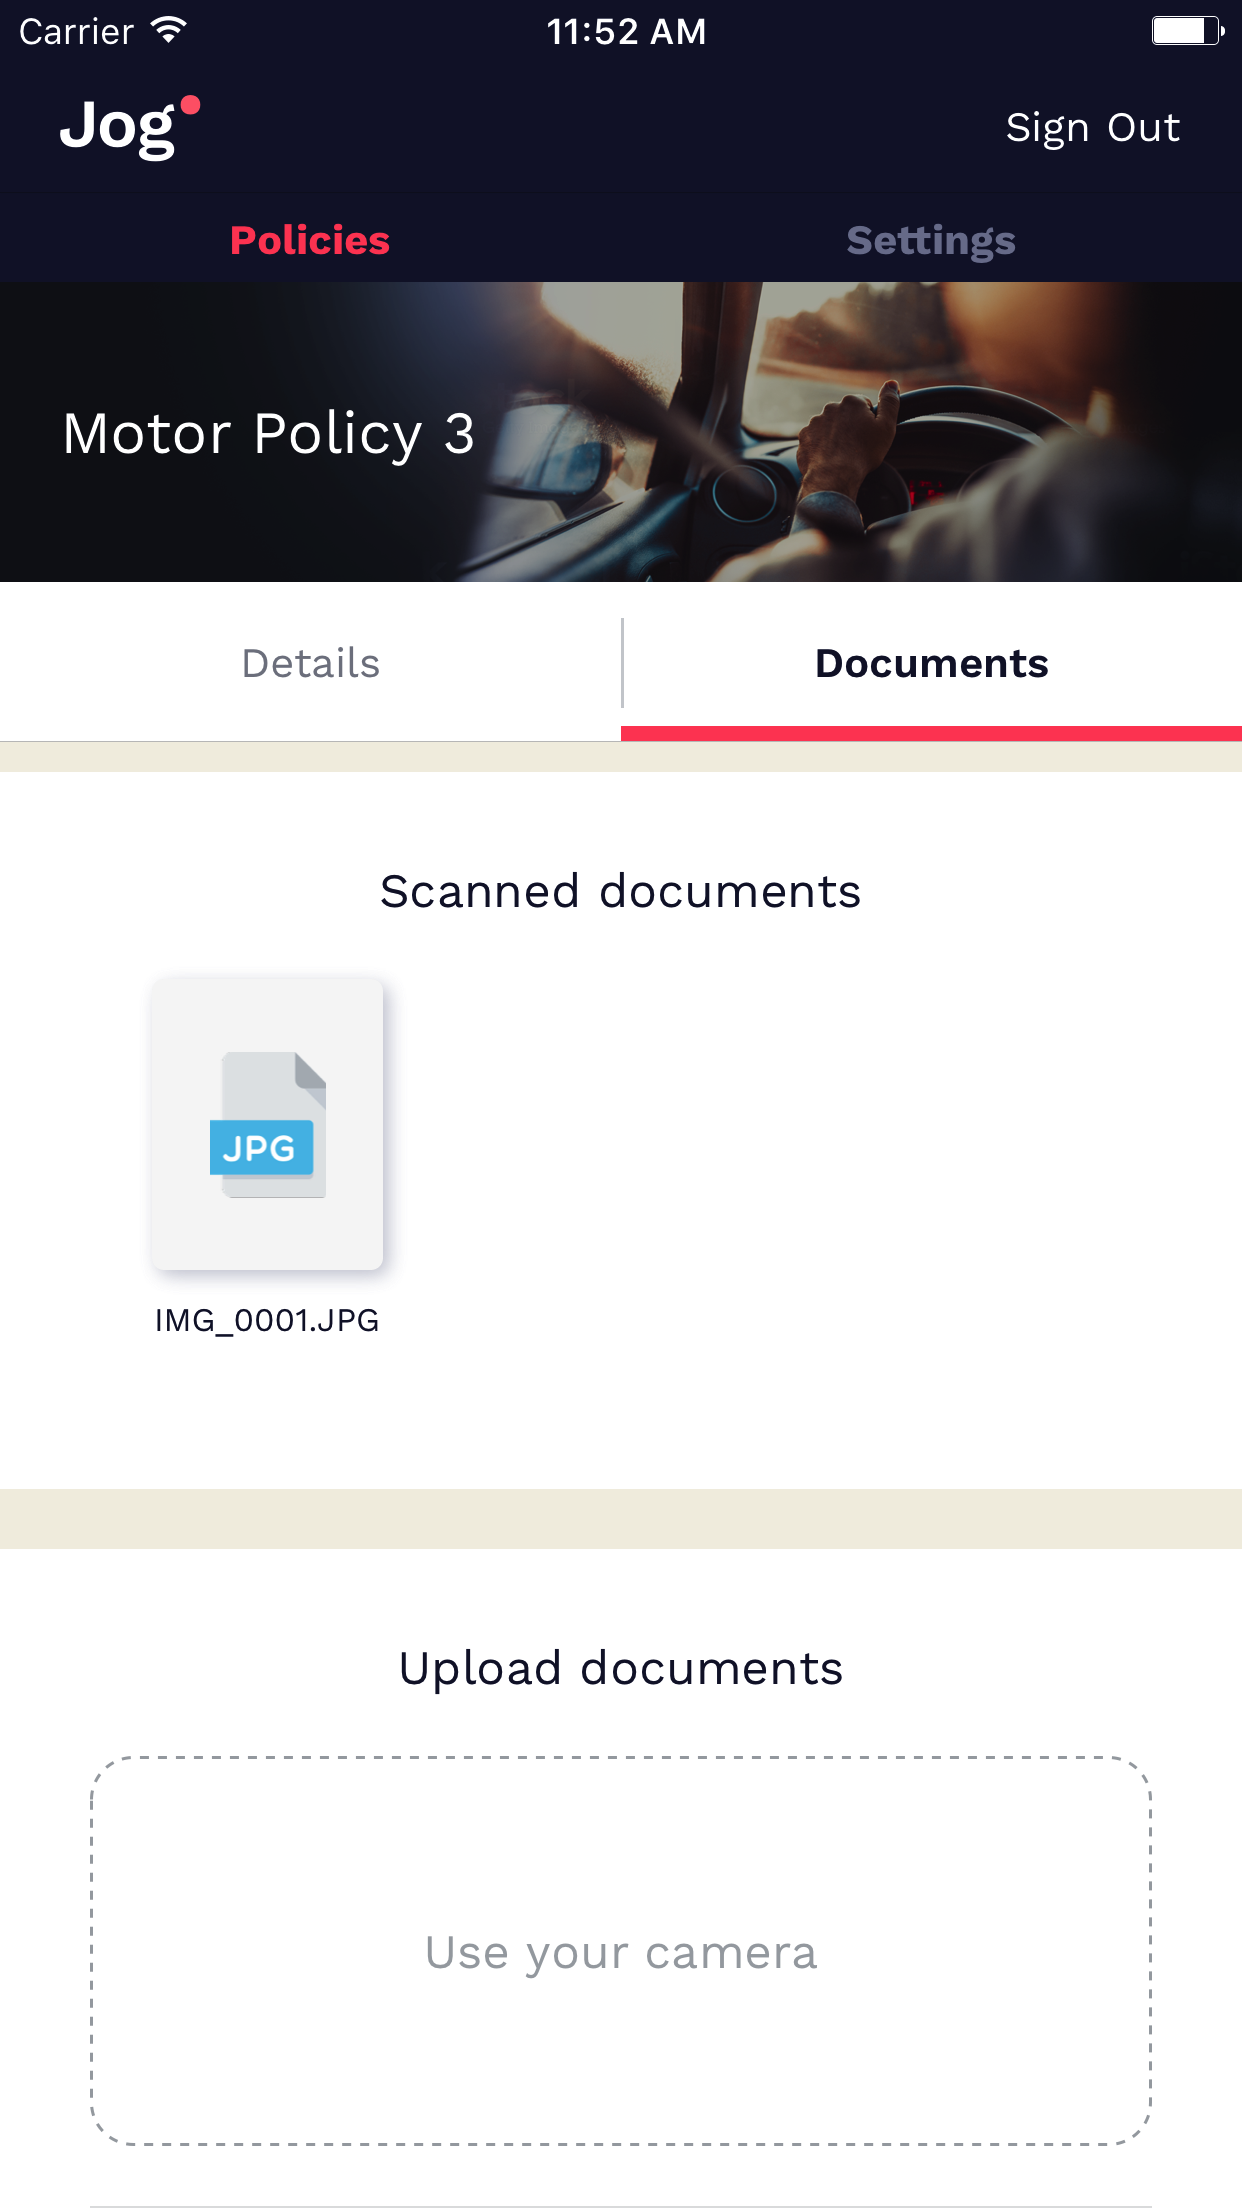 Carrier 11:52 AM
Jog
Sign Out
Policies Settings
Motor Policy 3
Details Documents
Scanned documents
JPG
IMG_0001.JPG
Upload documents
Use your camera